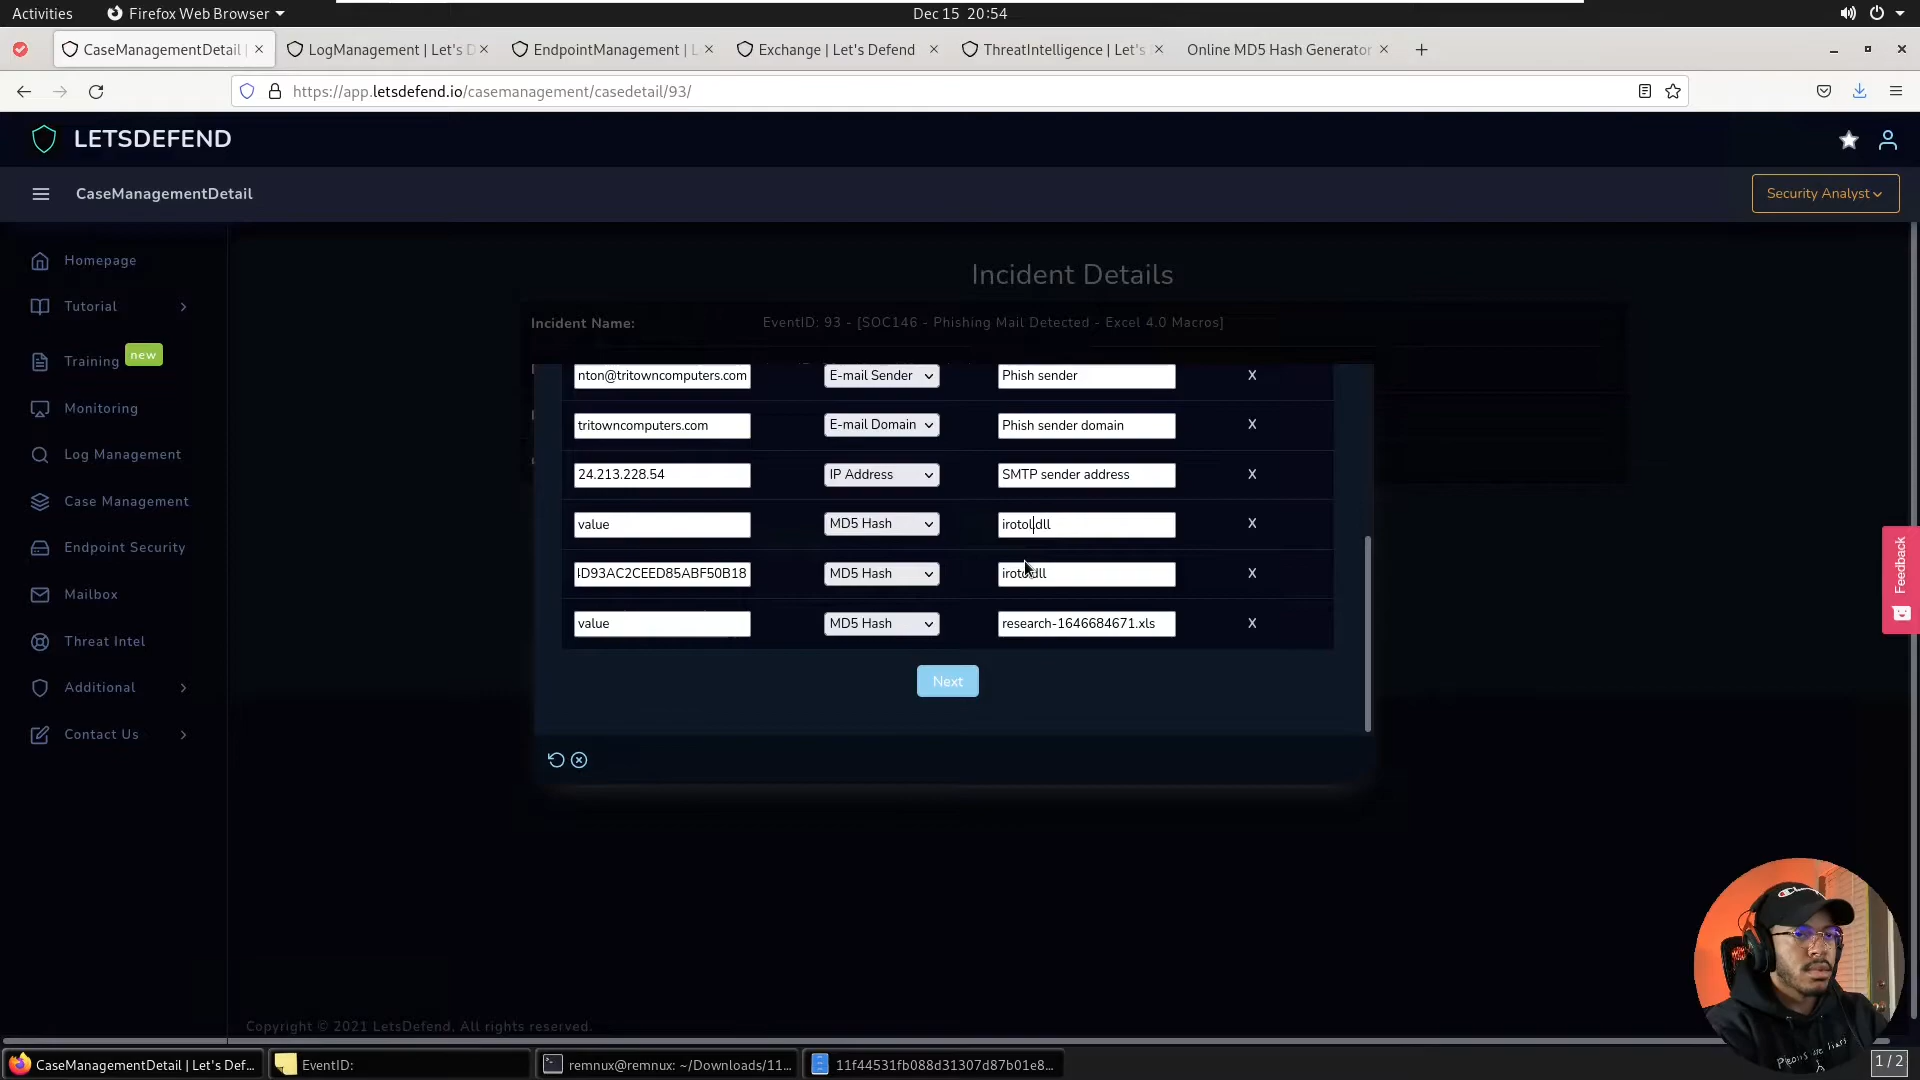 Activities
Firefox Web Browser
Dec 15 20:54
CaseManagementDetail |
LogManagement | Let's D
EndpointManagement | L
Exchange | Let's Defend
ThreatIntelligence | Let's
Online MD5 Hash Generator
https://app.letsdefend.io/casemanagement/casedetail/93/
LETSDEFEND
CaseManagementDetail
Security Analyst
Homepage
Tutorial
Training
new
Monitoring
Log Management
Case Management
Endpoint Security
Mailbox
Threat Intel
Additional
Contact Us
Incident Details
Incident Name:
EventID: 93 - [SOC146 - Phishing Mail Detected - Excel 4.0 Macros]
nton@tritowncomputers.com
E-mail Sender
Phish sender
X
tritowncomputers.com
E-mail Domain
Phish sender domain
X
24.213.228.54
IP Address
SMTP sender address
X
value
MD5 Hash
irotol.dll
X
D93AC2CEED85ABF50B18
MD5 Hash
X
value
MD5 Hash
research-1646684671.xls
X
Next
Feedback
Copyright © 2021 LetsDefend, All rights reserved.
CaseManagementDetail | Let's Def...
EventID:
remnux@remnux: ~/Downloads/11...
11f44531fb088d31307d87b01e8...
1 / 2